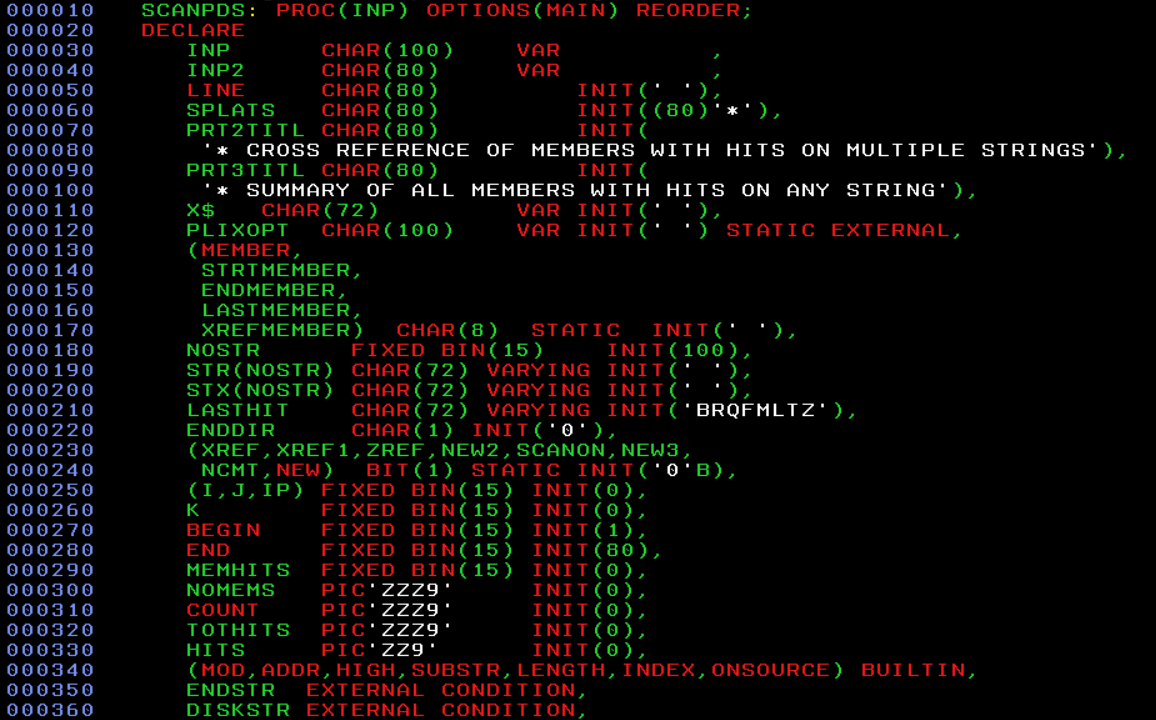 000010   SCANPDS: PROC(INP) OPTIONS(MAIN) REORDER;
000020   DECLARE
000030      INP      CHAR(100)    VAR          ,
000040      INP2     CHAR(80)     VAR          ,
000050      LINE     CHAR(80)         INIT(' '),
000060      SPLATS   CHAR(80)         INIT((80)'*'),
000070      PRT2TITL CHAR(80)         INIT(
000080       '* CROSS REFERENCE OF MEMBERS WITH HITS ON MULTIPLE STRINGS'),
000090      PRT3TITL CHAR(80)         INIT(
000100       '* SUMMARY OF ALL MEMBERS WITH HITS ON ANY STRING'),
000110      X$   CHAR(72)         VAR INIT(' '),
000120      PLIXOPT  CHAR(100)    VAR INIT(' ') STATIC EXTERNAL,
000130      (MEMBER,
000140       STRTMEMBER,
000150       ENDMEMBER,
000160       LASTMEMBER,
000170       XREFMEMBER)  CHAR(8)  STATIC  INIT(' '),
000180      NOSTR      FIXED BIN(15)    INIT(100),
000190      STR(NOSTR) CHAR(72) VARYING INIT(' '),
000200      STX(NOSTR) CHAR(72) VARYING INIT(' '),
000210      LASTHIT    CHAR(72) VARYING INIT('BRQFMLTZ'),
000220      ENDDIR     CHAR(1) INIT('0'),
000230      (XREF,XREF1,ZREF,NEW2,SCANON,NEW3,
000240       NCMT,NEW)  BIT(1) STATIC INIT('0'B),
000250      (I,J,IP) FIXED BIN(15) INIT(0),
000260      K        FIXED BIN(15) INIT(0),
000270      BEGIN    FIXED BIN(15) INIT(1),
000280      END      FIXED BIN(15) INIT(80),
000290      MEMHITS  FIXED BIN(15) INIT(0),
000300      NOMEMS   PIC'ZZZ9'     INIT(0),
000310      COUNT    PIC'ZZZ9'     INIT(0),
000320      TOTHITS  PIC'ZZZ9'     INIT(0),
000330      HITS     PIC'ZZ9'      INIT(0),
000340      (MOD,ADDR,HIGH,SUBSTR,LENGTH,INDEX,ONSOURCE) BUILTIN,
000350      ENDSTR  EXTERNAL CONDITION,
000360      DISKSTR EXTERNAL CONDITION,